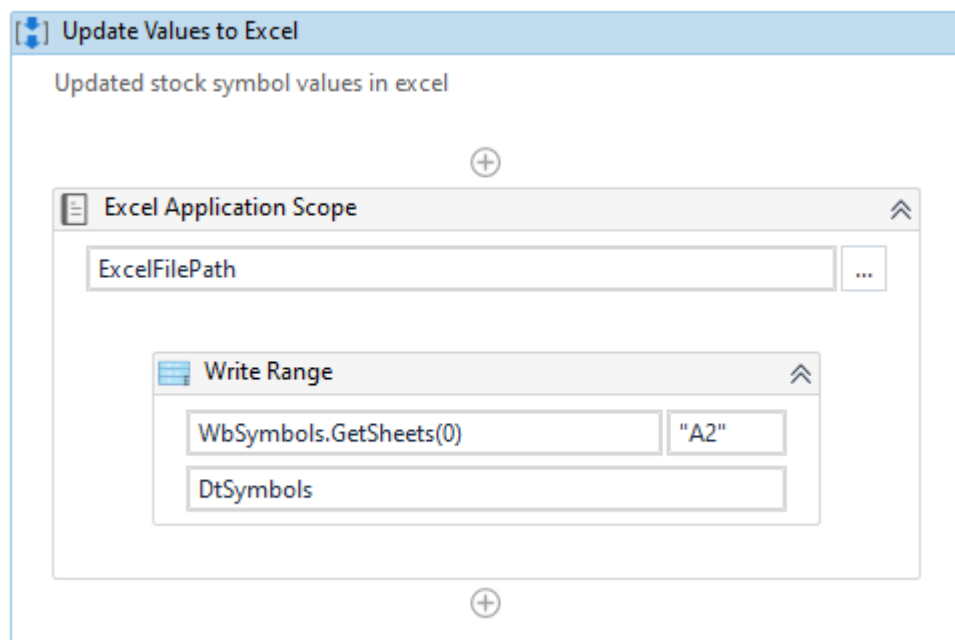 Update Values to Excel
Updated stock symbol values in excel
Excel Application Scope
ExcelFilePath
...
Write Range
WbSymbols.GetSheets(0) "A2"
DtSymbols